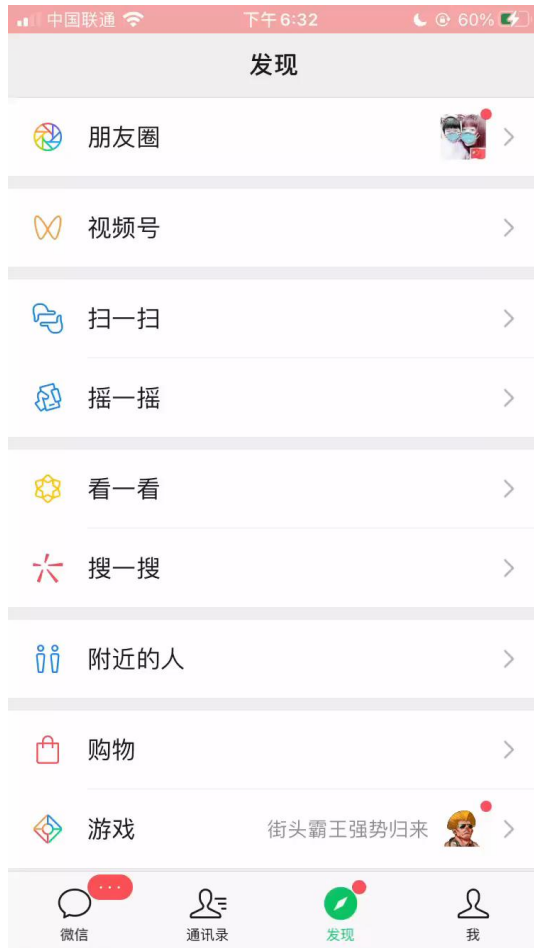 中国联通 下午6:32 60%
发现
朋友圈
视频号
扫一扫
摇一摇
看一看
搜一搜
附近的人
购物
游戏 街头霸王强势归来
微信 通讯录 发现 我